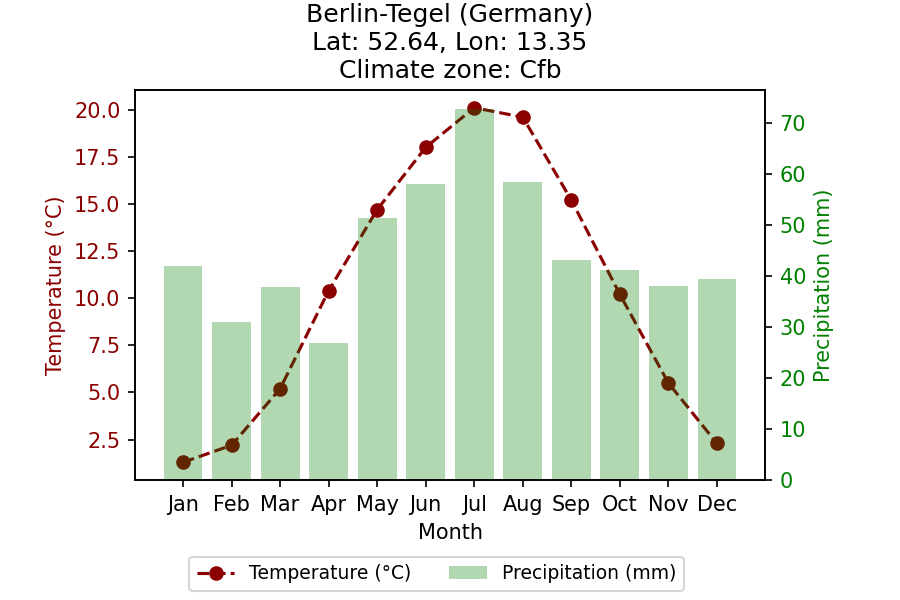 Berlin-Tegel (Germany)
Lat: 52.64, Lon: 13.35
Climate zone: Cfb
Temperature (°C)
20.0
17.5
15.0
12.5
10.0
7.5
5.0
2.5
70
60
50
40
30
20
10
0
Precipitation (mm)
Jan Feb Mar Apr May Jun Jul Aug Sep Oct Nov Dec
Month
Temperature (°C) Precipitation (mm)